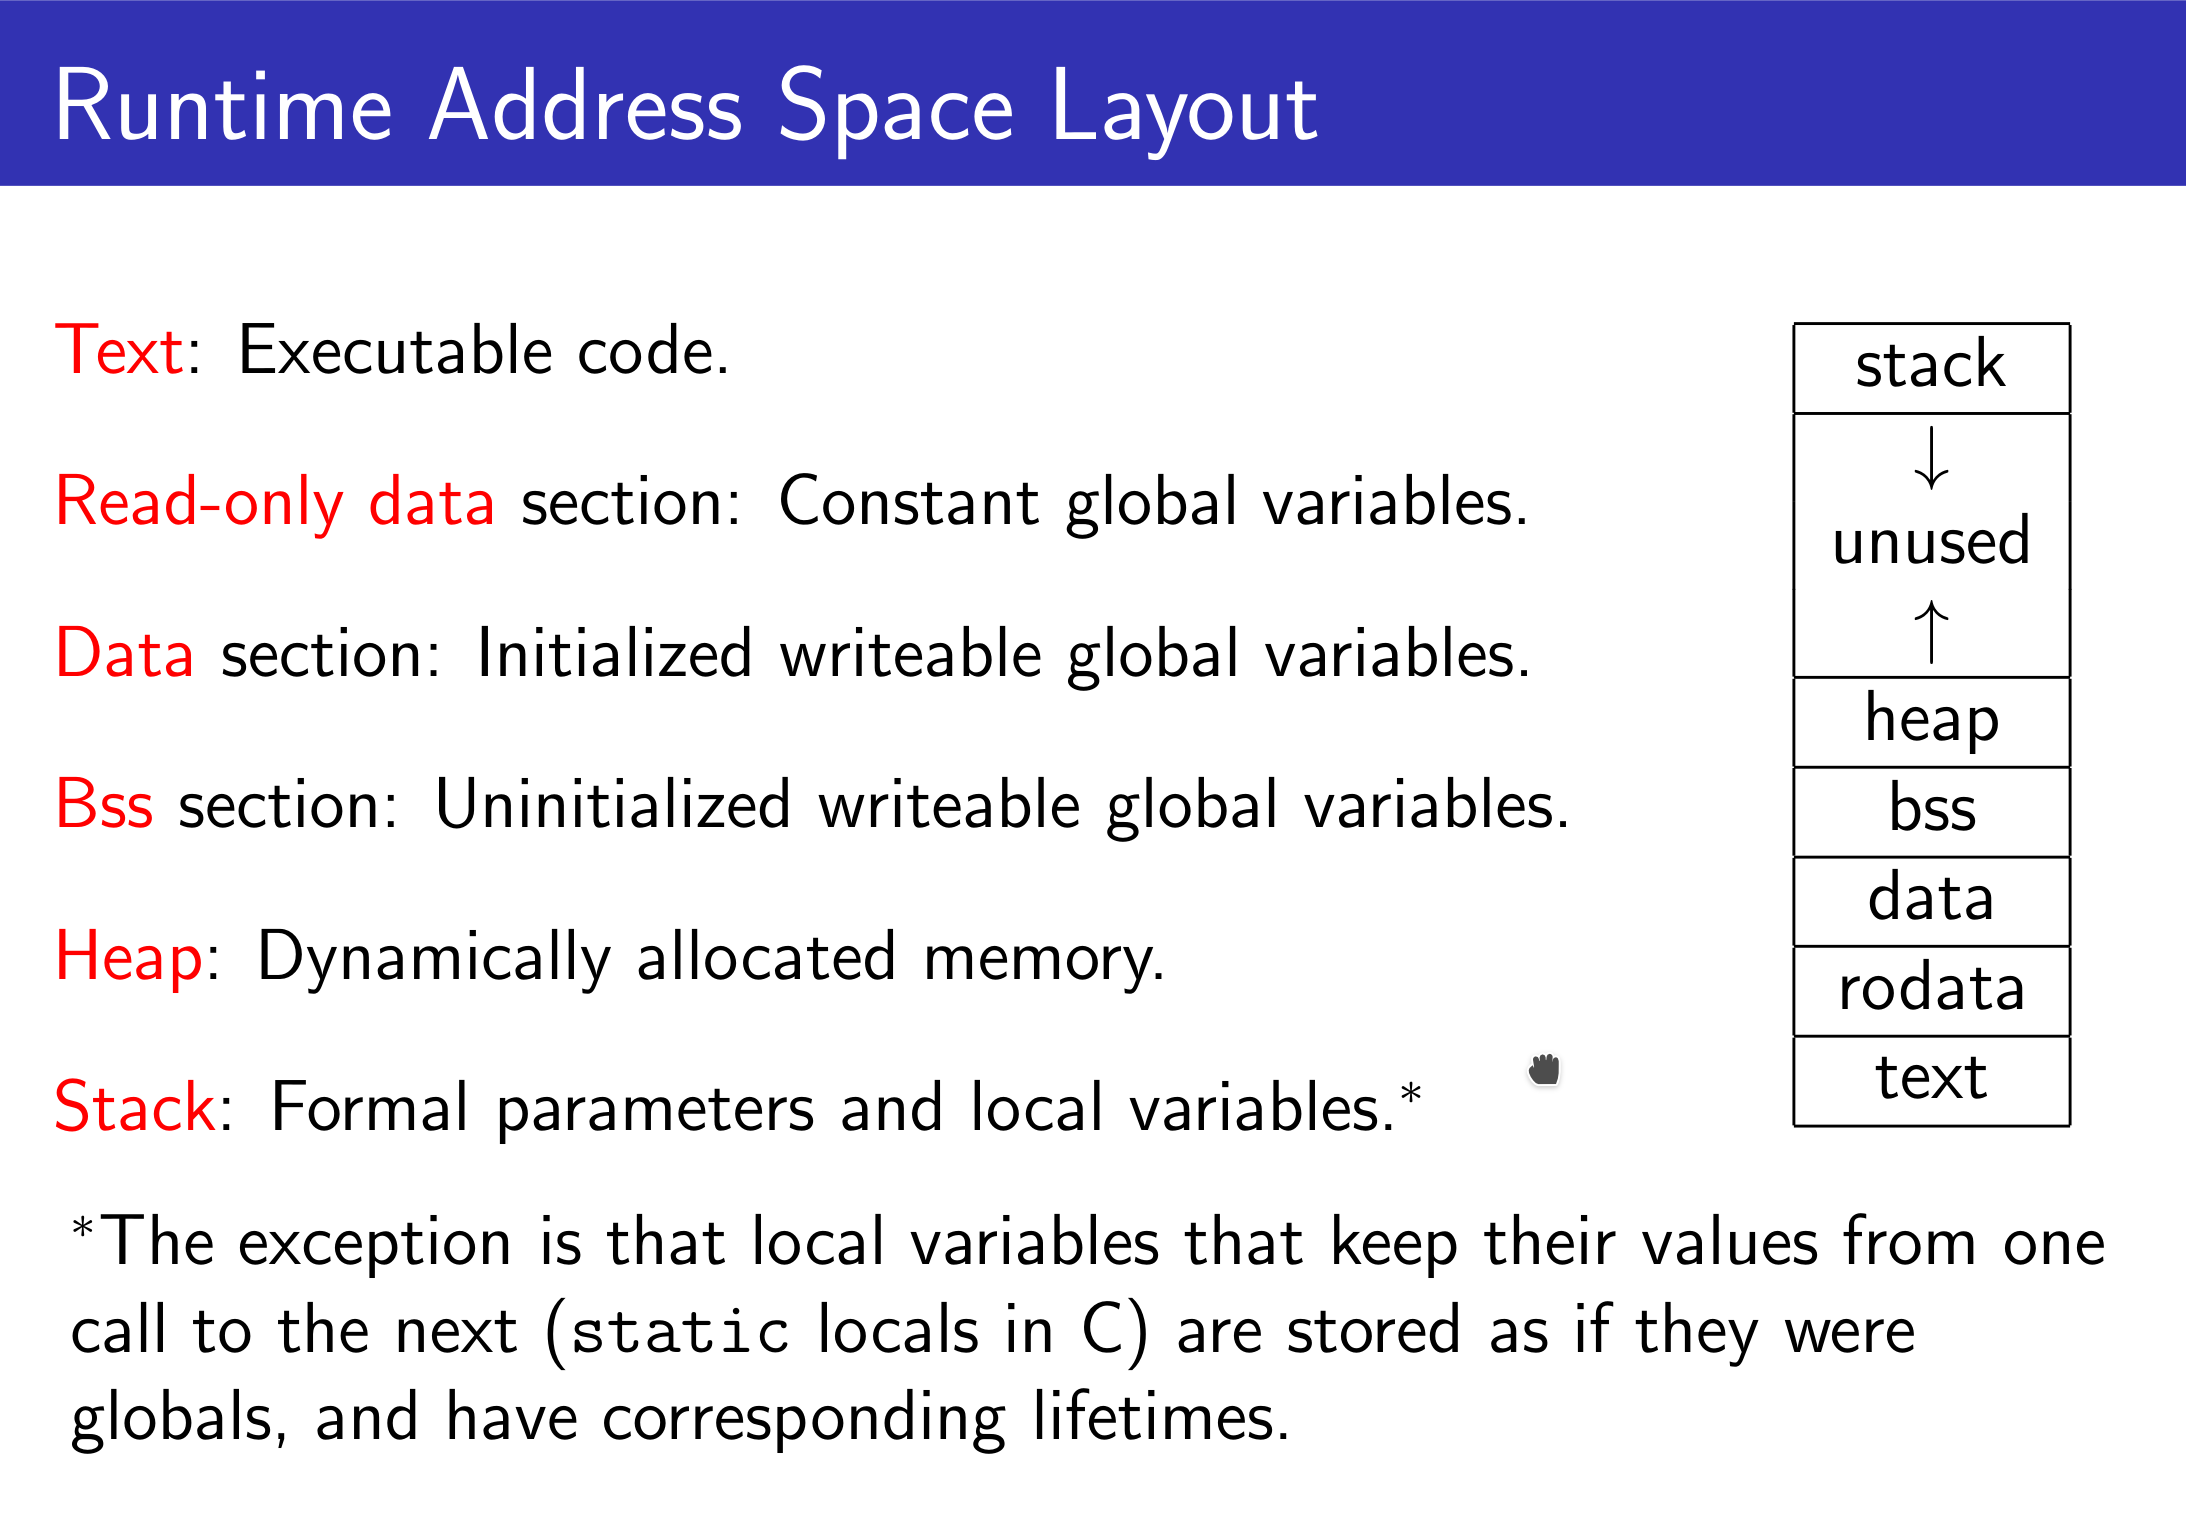 Runtime Address Space Layout
Text: Executable code.
Read-only data section: Constant global variables.
Data section: Initialized writeable global variables.
Bss section: Uninitialized writeable global variables.
Heap: Dynamically allocated memory.
Stack: Formal parameters and local variables.*
*The exception is that local variables that keep their values from one
call to the next (static locals in C) are stored as if they were
globals, and have corresponding lifetimes.
stack
↓
unused
↑
heap
bss
data
rodata
text